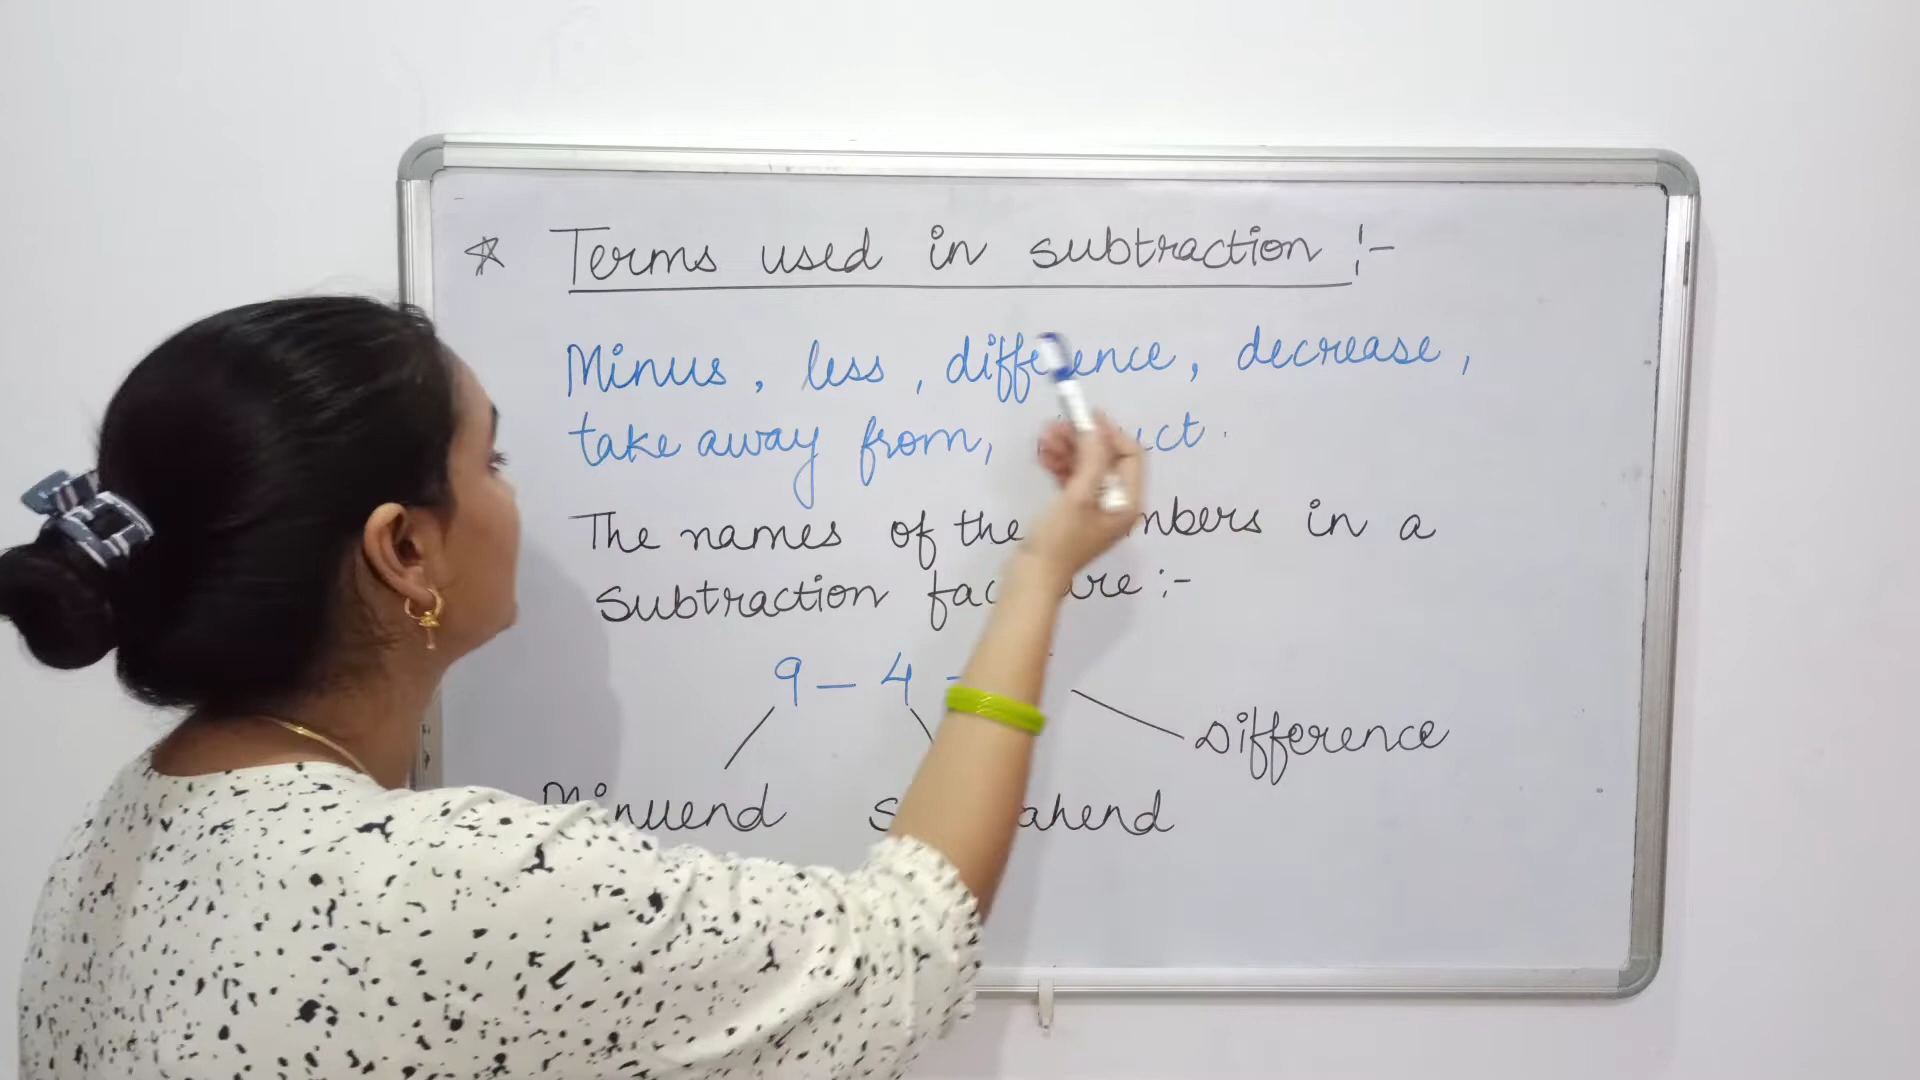 ☆ Terms used in subtraction :-
Minus, less, difference, decrease,
take away from,
The names of the in a
subtraction are :-
9 - 4
Difference
Minuend